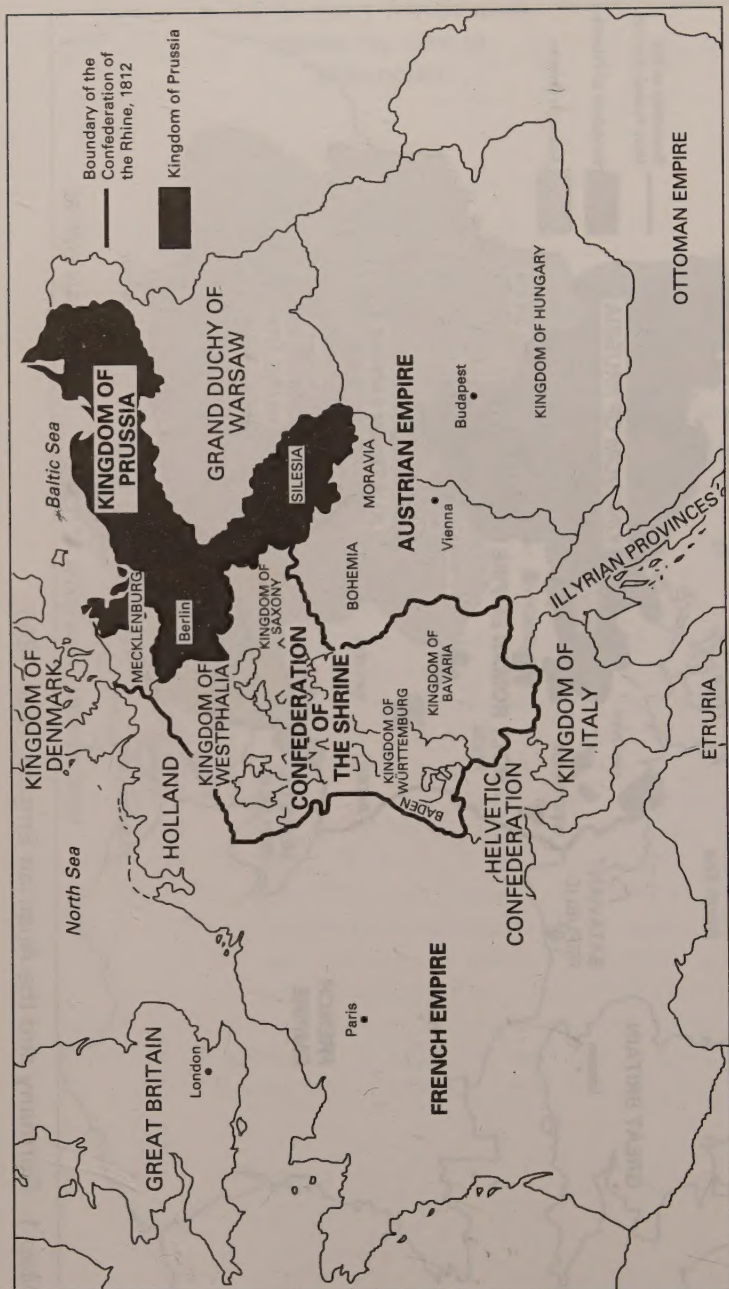 Boundary of the
Confederation of
the Rhine, 1812
Kingdom of Prussia
North Sea
Baltic Sea
KINGDOM OF
DENMARK
GREAT BRITAIN
London
HOLLAND
MECKLENBURG
Berlin
KINGDOM OF
PRUSSIA
GRAND DUCHY OF
WARSAW
KINGDOM OF
WESTPHALIA
KINGDOM OF
SAXONY
SILESIA
CONFEDERATION
OF
THE SHRINE
Paris
FRENCH EMPIRE
KINGDOM OF
WÜRTTEMBURG
BADEN
KINGDOM OF
BAVARIA
BOHEMIA
MORAVIA
AUSTRIAN EMPIRE
Vienna
Budapest
KINGDOM OF HUNGARY
HELVETIC
CONFEDERATION
KINGDOM OF
ITALY
ILLYRIAN PROVINCES
ETRURIA
OTTOMAN EMPIRE